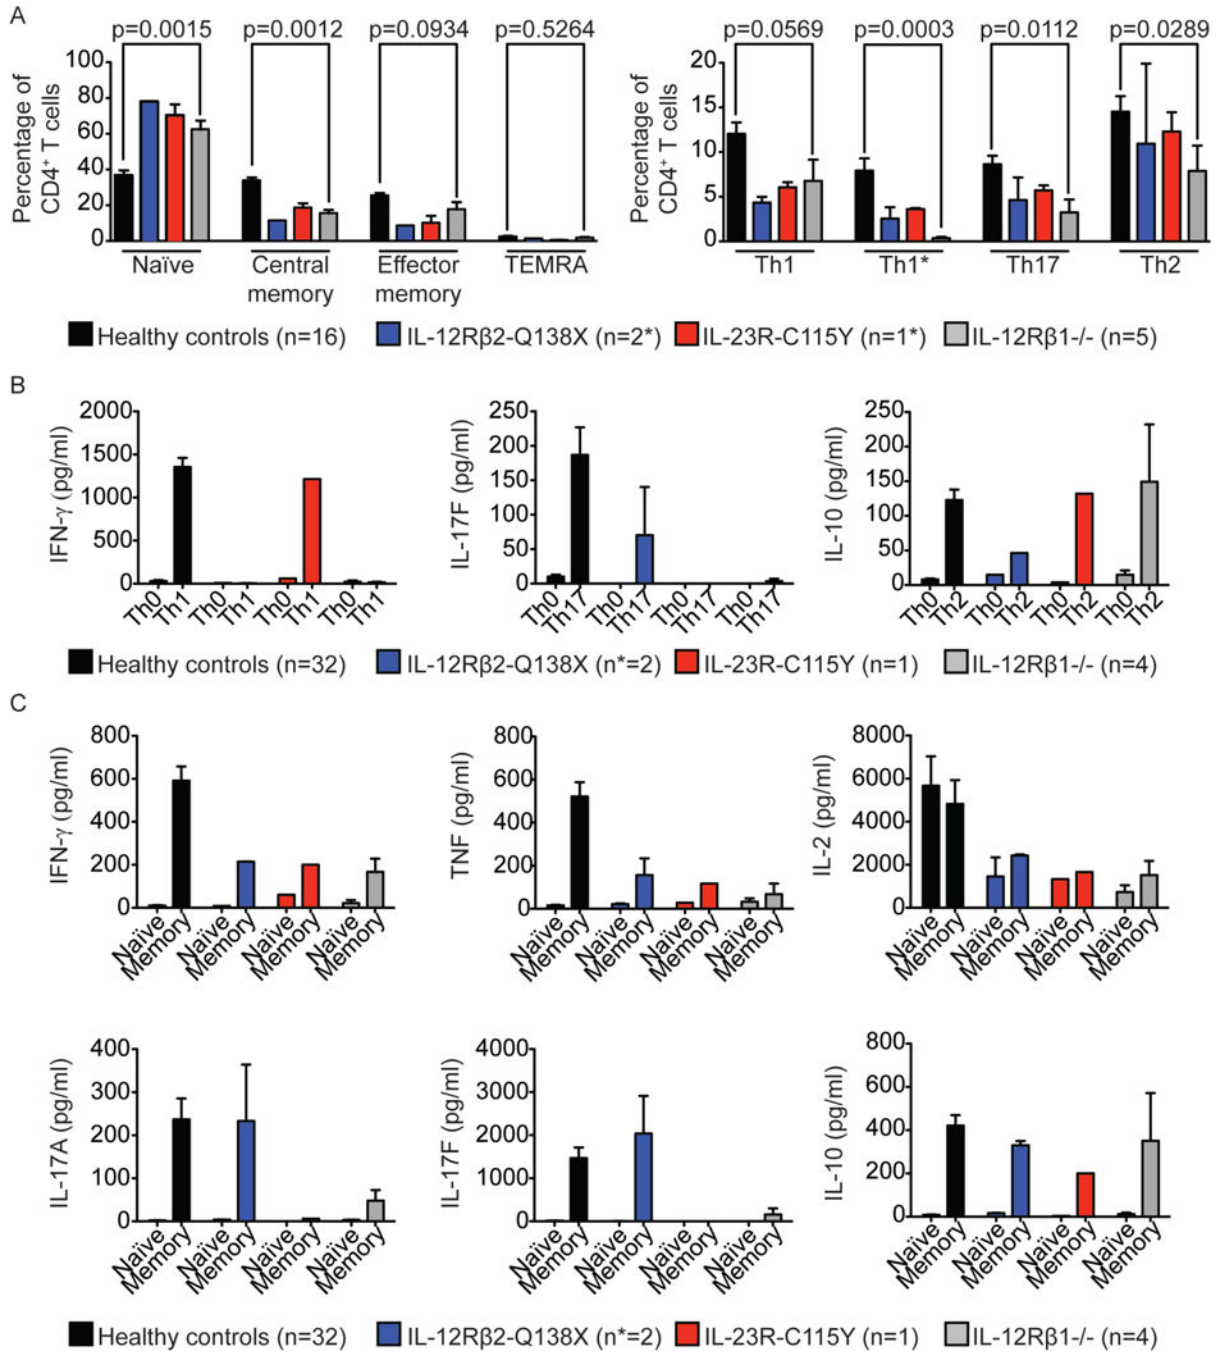 A
p=0.0015 p=0.0012 p=0.0934 p=0.5264
Percentage of
CD4⁺ T cells
80
60
40
20
0
Naïve Central memory Effector memory TEMRA
p=0.0569 p=0.0003 p=0.0112 p=0.0289
Percentage of
CD4⁺ T cells
20
15
10
5
0
Th1 Th1* Th17 Th2
Healthy controls (n=16) IL-12Rβ2-Q138X (n=2*) IL-23R-C115Y (n=1*) IL-12Rβ1-/- (n=5)
B
IFN-γ (pg/ml)
2000
1500
1000
500
0
Th0 Th1 Th0 Th1 Th0 Th1 Th0 Th1
IL-17F (pg/ml)
250
200
150
100
50
0
Th0 Th17 Th0 Th17 Th0 Th17 Th0 Th17
IL-10 (pg/ml)
250
200
150
100
50
0
Th0 Th2 Th0 Th2 Th0 Th2 Th0 Th2
Healthy controls (n=32) IL-12Rβ2-Q138X (n*=2) IL-23R-C115Y (n=1) IL-12Rβ1-/- (n=4)
C
IFN-γ (pg/ml)
800
600
400
200
0
Naïve Memory Naïve Memory Naïve Memory Naïve Memory
TNF (pg/ml)
800
600
400
200
0
Naïve Memory Naïve Memory Naïve Memory Naïve Memory
IL-2 (pg/ml)
8000
6000
4000
2000
0
Naïve Memory Naïve Memory Naïve Memory Naïve Memory
IL-17A (pg/ml)
400
300
200
100
0
Naïve Memory Naïve Memory Naïve Memory Naïve Memory
IL-17F (pg/ml)
4000
3000
2000
1000
0
Naïve Memory Naïve Memory Naïve Memory Naïve Memory
IL-10 (pg/ml)
800
600
400
200
0
Naïve Memory Naïve Memory Naïve Memory Naïve Memory
Healthy controls (n=32) IL-12Rβ2-Q138X (n*=2) IL-23R-C115Y (n=1) IL-12Rβ1-/- (n=4)